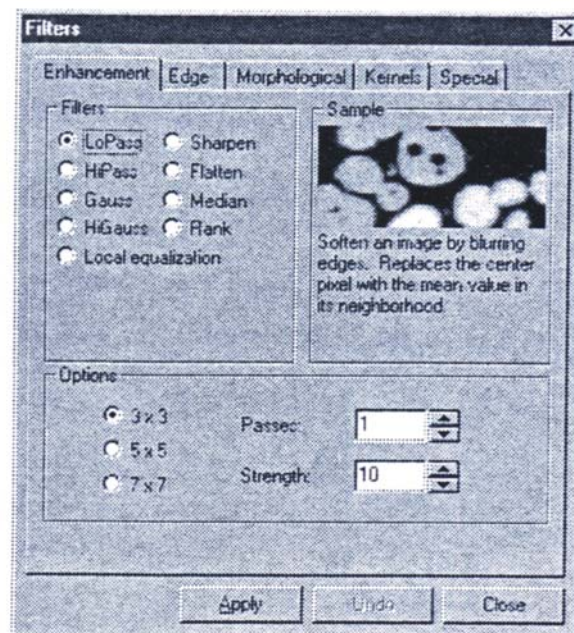 Filters
Enhancement Edge Morphological Kernels Special
Filters
LoPass Sharpen
HiPass Flatten
Gauss Median
HiGauss Rank
Local equalization
Sample
Soften an image by blurring
edges. Replaces the center
pixel with the mean value in
its neighborhood.
Options
3 x 3
5 x 5
7 x 7
Passes: 1
Strength: 10
Apply Undo Close